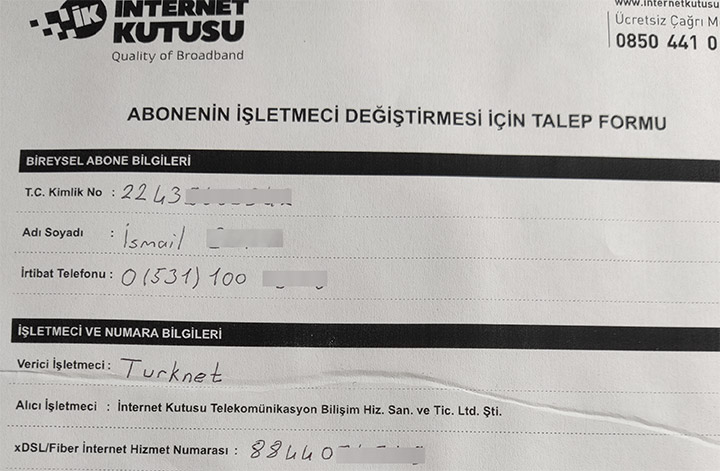 İK INTERNET
KUTUSU
Quality of Broadband
www.internetkutusu
Ücretsiz Çağrı M
0850 441 0
ABONENİN İŞLETMECİ DEĞİŞTİRMESİ İÇİN TALEP FORMU
BİREYSEL ABONE BİLGİLERİ
T.C. Kimlik No : 2243
Adı Soyadı : İsmail
İrtibat Telefonu : 0(531) 100
İŞLETMECİ VE NUMARA BİLGİLERİ
Verici İşletmeci : Turknet
Alıcı İşletmeci : İnternet Kutusu Telekomünikasyon Bilişim Hiz. San. ve Tic. Ltd. Şti.
xDSL/Fiber İnternet Hizmet Numarası : 88440